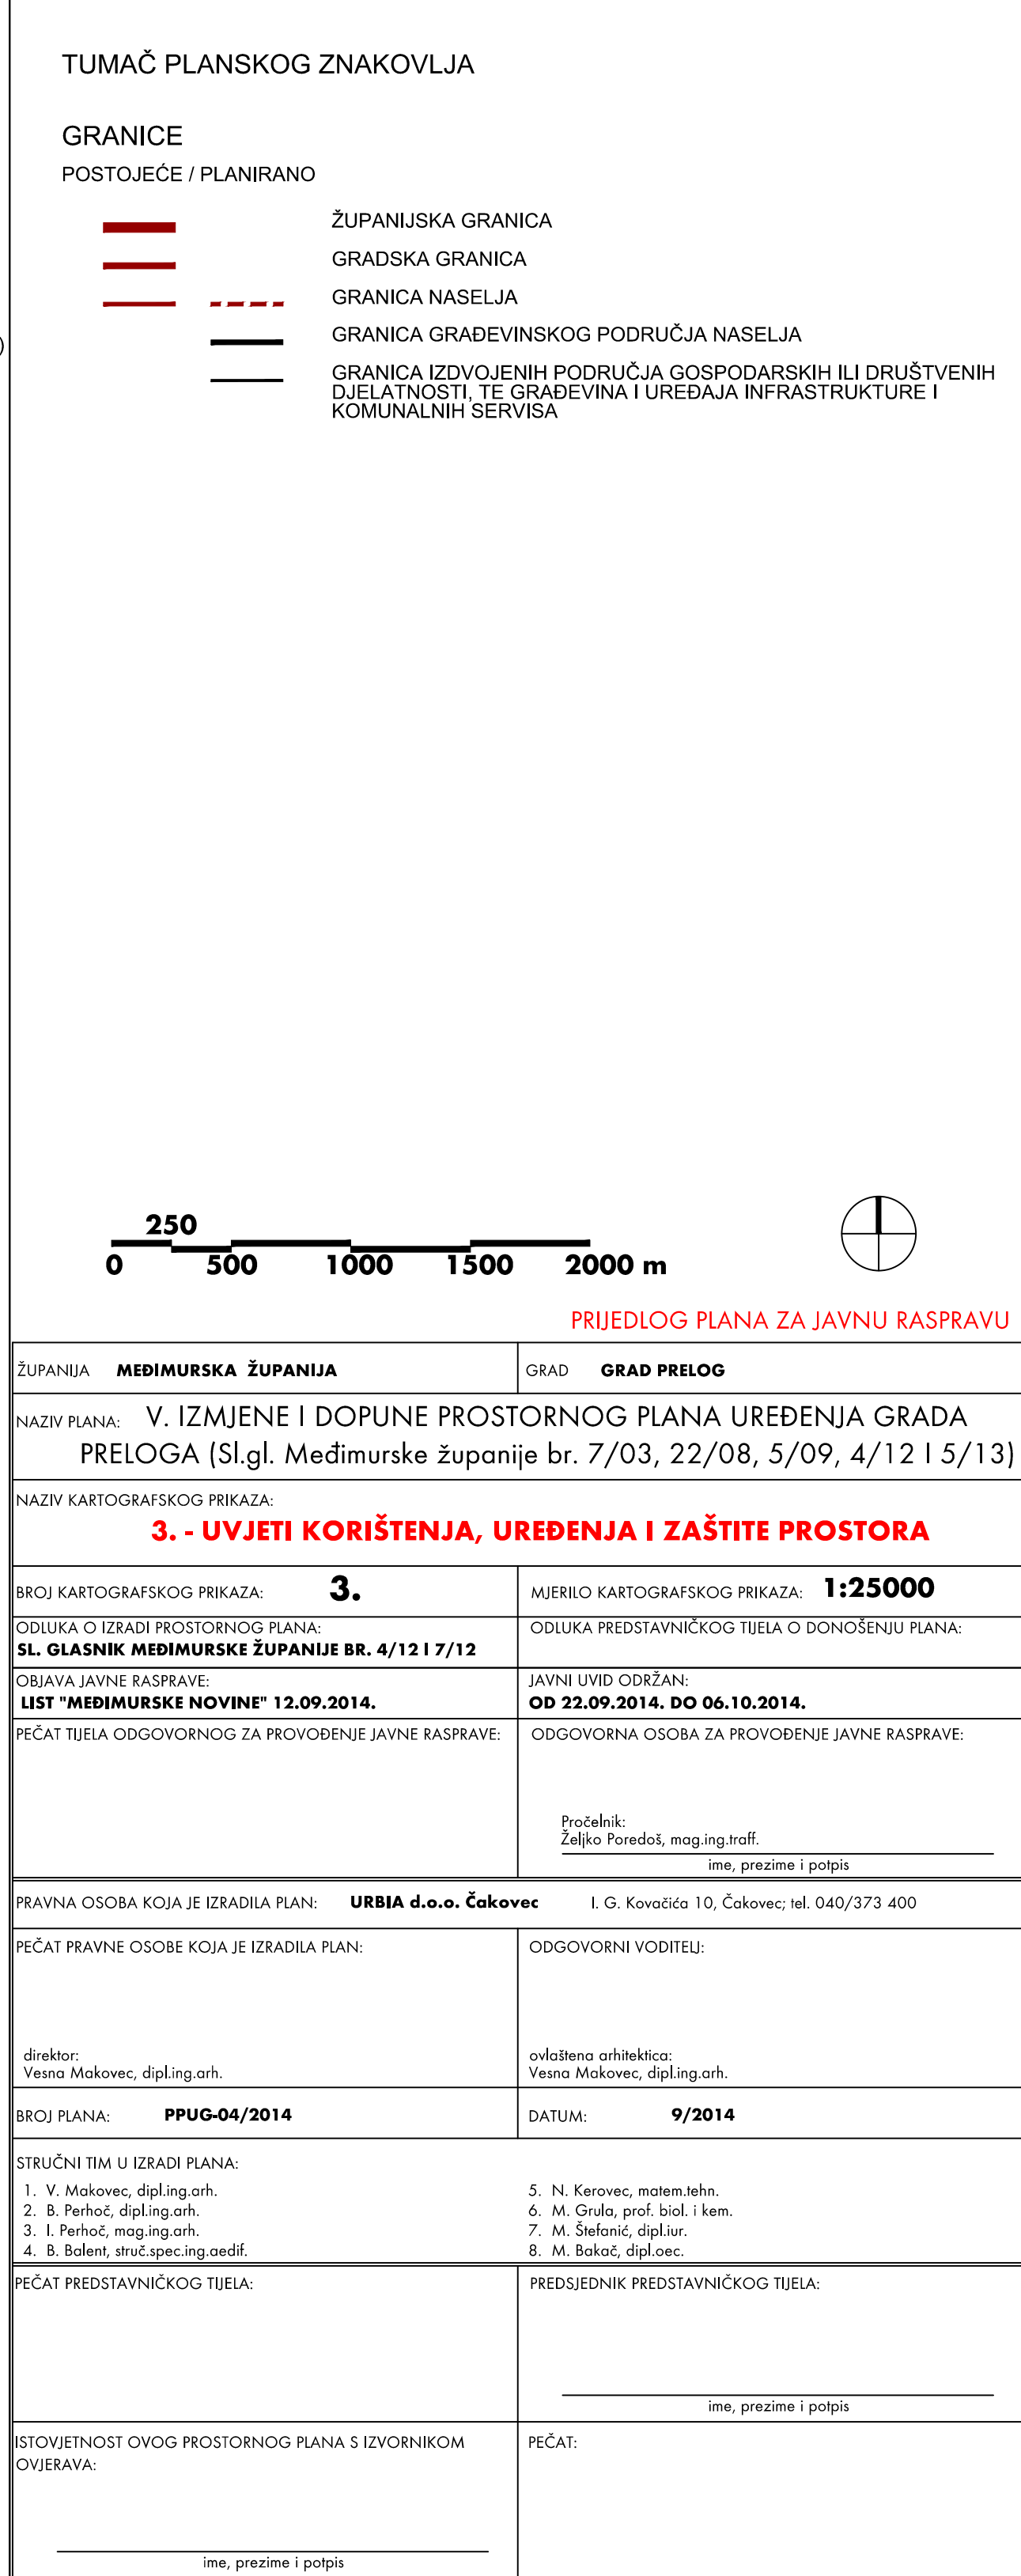 TUMAČ PLANSKOG ZNAKOVLJA
GRANICE
POSTOJEĆE / PLANIRANO
ŽUPANIJSKA GRANICA
GRADSKA GRANICA
GRANICA NASELJA
)
GRANICA GRAĐEVINSKOG PODRUČJA NASELJA
GRANICA IZDVOJENIH PODRUČJA GOSPODARSKIH ILI DRUŠTVENIH
DJELATNOSTI, TE GRAĐEVINA I UREĐAJA INFRASTRUKTURE I
KOMUNALNIH SERVISA
250
0 500 1000 1500 2000 m
PRIJEDLOG PLANA ZA JAVNU RASPRAVU
ŽUPANIJA MEĐIMURSKA ŽUPANIJA
GRAD GRAD PRELOG
NAZIV PLANA: V. IZMJENE I DOPUNE PROSTORNOG PLANA UREĐENJA GRADA
PRELOGA (Sl.gl. Međimurske županije br. 7/03, 22/08, 5/09, 4/12 I 5/13)
NAZIV KARTOGRAFSKOG PRIKAZA:
3. - UVJETI KORIŠTENJA, UREĐENJA I ZAŠTITE PROSTORA
BROJ KARTOGRAFSKOG PRIKAZA: 3.
MJERILO KARTOGRAFSKOG PRIKAZA: 1:25000
ODLUKA O IZRADI PROSTORNOG PLANA:
SL. GLASNIK MEĐIMURSKE ŽUPANIJE BR. 4/12 I 7/12
ODLUKA PREDSTAVNIČKOG TIJELA O DONOŠENJU PLANA:
OBJAVA JAVNE RASPRAVE:
LIST "MEĐIMURSKE NOVINE" 12.09.2014.
JAVNI UVID ODRŽAN:
OD 22.09.2014. DO 06.10.2014.
PEČAT TIJELA ODGOVORNOG ZA PROVOĐENJE JAVNE RASPRAVE:
ODGOVORNA OSOBA ZA PROVOĐENJE JAVNE RASPRAVE:
Pročelnik:
Željko Poredoš, mag.ing.traff.
ime, prezime i potpis
PRAVNA OSOBA KOJA JE IZRADILA PLAN: URBIA d.o.o. Čakovec I. G. Kovačića 10, Čakovec; tel. 040/373 400
PEČAT PRAVNE OSOBE KOJA JE IZRADILA PLAN:
direktor:
Vesna Makovec, dipl.ing.arh.
ODGOVORNI VODITELJ:
ovlaštena arhitektica:
Vesna Makovec, dipl.ing.arh.
BROJ PLANA: PPUG-04/2014
DATUM: 9/2014
STRUČNI TIM U IZRADI PLANA:
1. V. Makovec, dipl.ing.arh.
2. B. Perhoč, dipl.ing.arh.
3. I. Perhoč, mag.ing.arh.
4. B. Balent, struč.spec.ing.aedif.
5. N. Kerovec, matem.tehn.
6. M. Grula, prof. biol. i kem.
7. M. Štefanić, dipl.iur.
8. M. Bakač, dipl.oec.
PEČAT PREDSTAVNIČKOG TIJELA:
PREDSJEDNIK PREDSTAVNIČKOG TIJELA:
ime, prezime i potpis
ISTOVJETNOST OVOG PROSTORNOG PLANA S IZVORNIKOM
OVJERAVA:
ime, prezime i potpis
PEČAT: